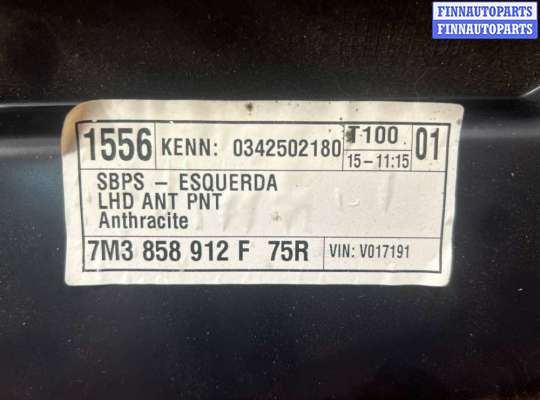 FINNAUTOPARTS
FINNAUTOPARTS
1556 KENN: 0342502180 T100 15-11:15 01
SBPS - ESQUERDA
LHD ANT PNT
Anthracite
7M3 858 912 F 75R VIN: V017191